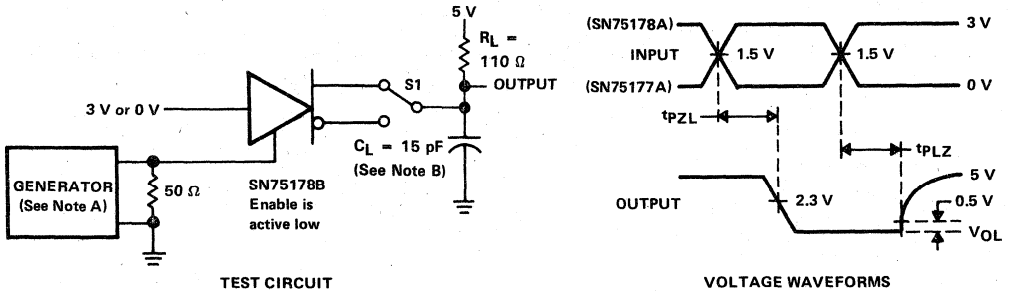 5 V
RL =
110 Ω
OUTPUT
S1
3 V or 0 V
CL = 15 pF
(See Note B)
GENERATOR
(See Note A)
50 Ω
SN75178B
Enable is
active low
TEST CIRCUIT
(SN75178A)
3 V
INPUT
1.5 V
1.5 V
(SN75177A)
0 V
tPZL
tPLZ
5 V
OUTPUT
2.3 V
0.5 V
VOL
VOLTAGE WAVEFORMS